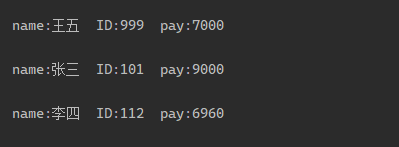 name:王五  ID:999  pay:7000
name:张三  ID:101  pay:9000
name:李四  ID:112  pay:6960